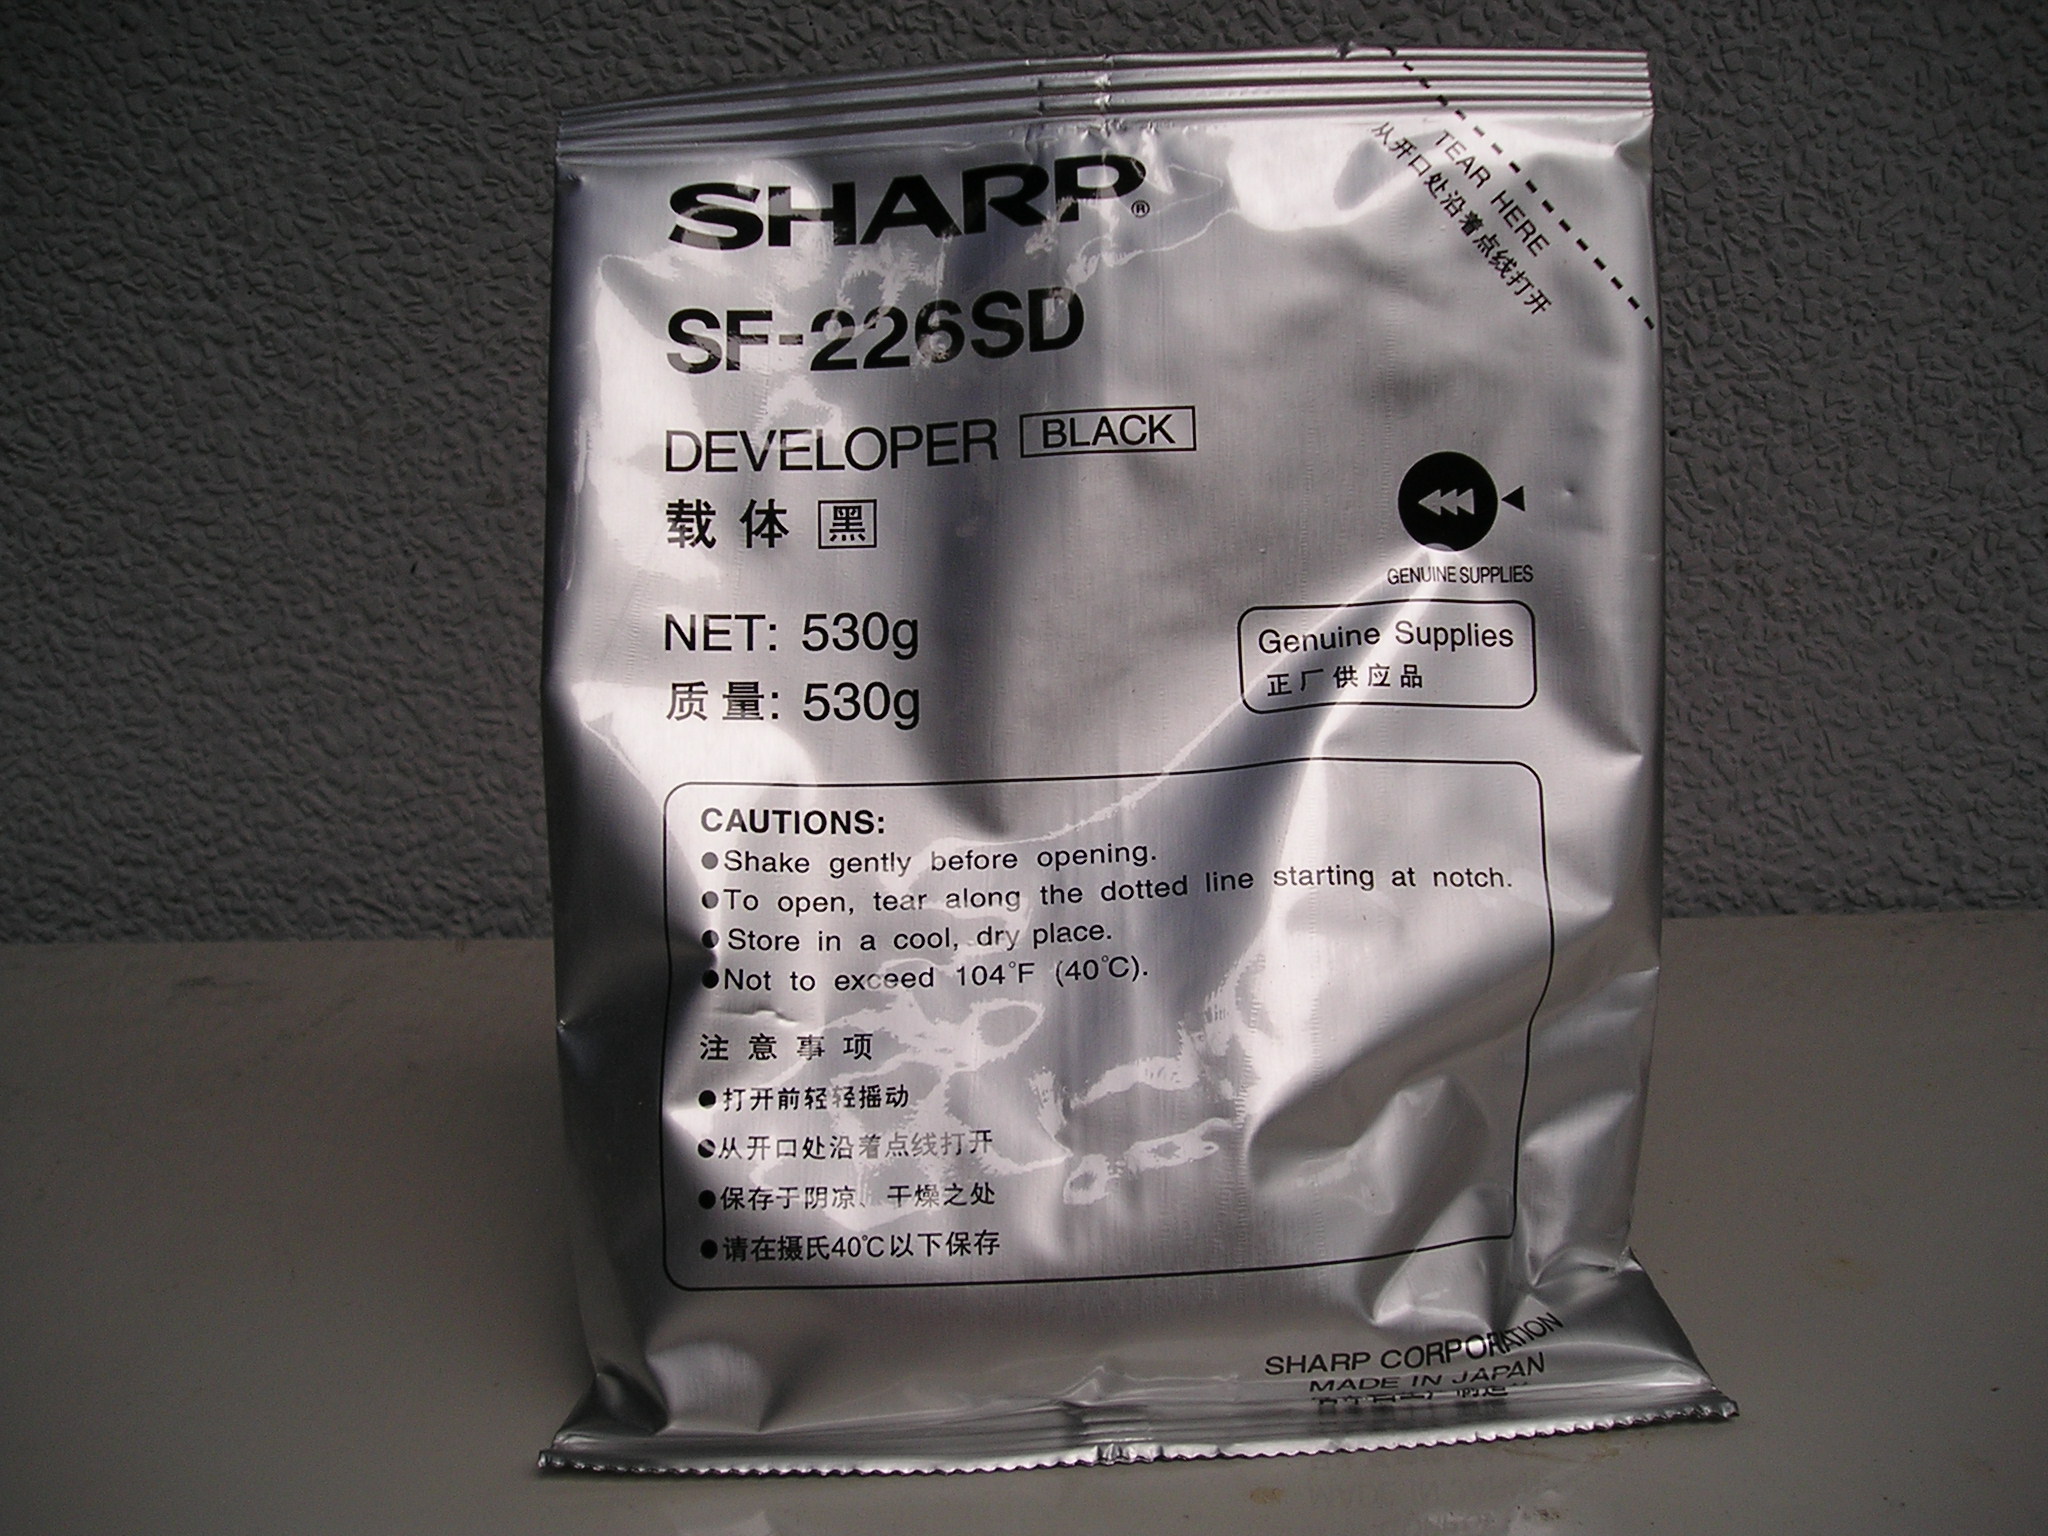 SHARP®
TEAR HERE
从开口处沿着点线打开
SF-226SD
DEVELOPER BLACK
载体 黑
GENUINE SUPPLIES
NET: 530g
质量: 530g
Genuine Supplies
正厂供应品
CAUTIONS:
●Shake gently before opening.
●To open, tear along the dotted line starting at notch.
●Store in a cool, dry place.
●Not to exceed 104°F (40℃).
注意事项
●打开前轻轻摇动
●从开口处沿着点线打开
●保存于阴凉、干燥之处
●请在摄氏40℃以下保存
SHARP CORPORATION
MADE IN JAPAN